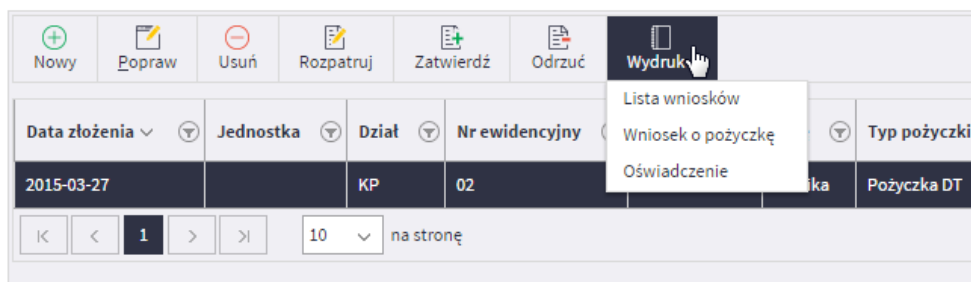 Nowy Popraw Usuń Rozpatruj Zatwierdź Odrzuć Wydruk
Lista wniosków
Wniosek o pożyczkę
Oświadczenie
Data złożenia Jednostka Dział Nr ewidencyjny Typ pożyczki
2015-03-27 KP 02 Pożyczka DT
1 10 na stronę